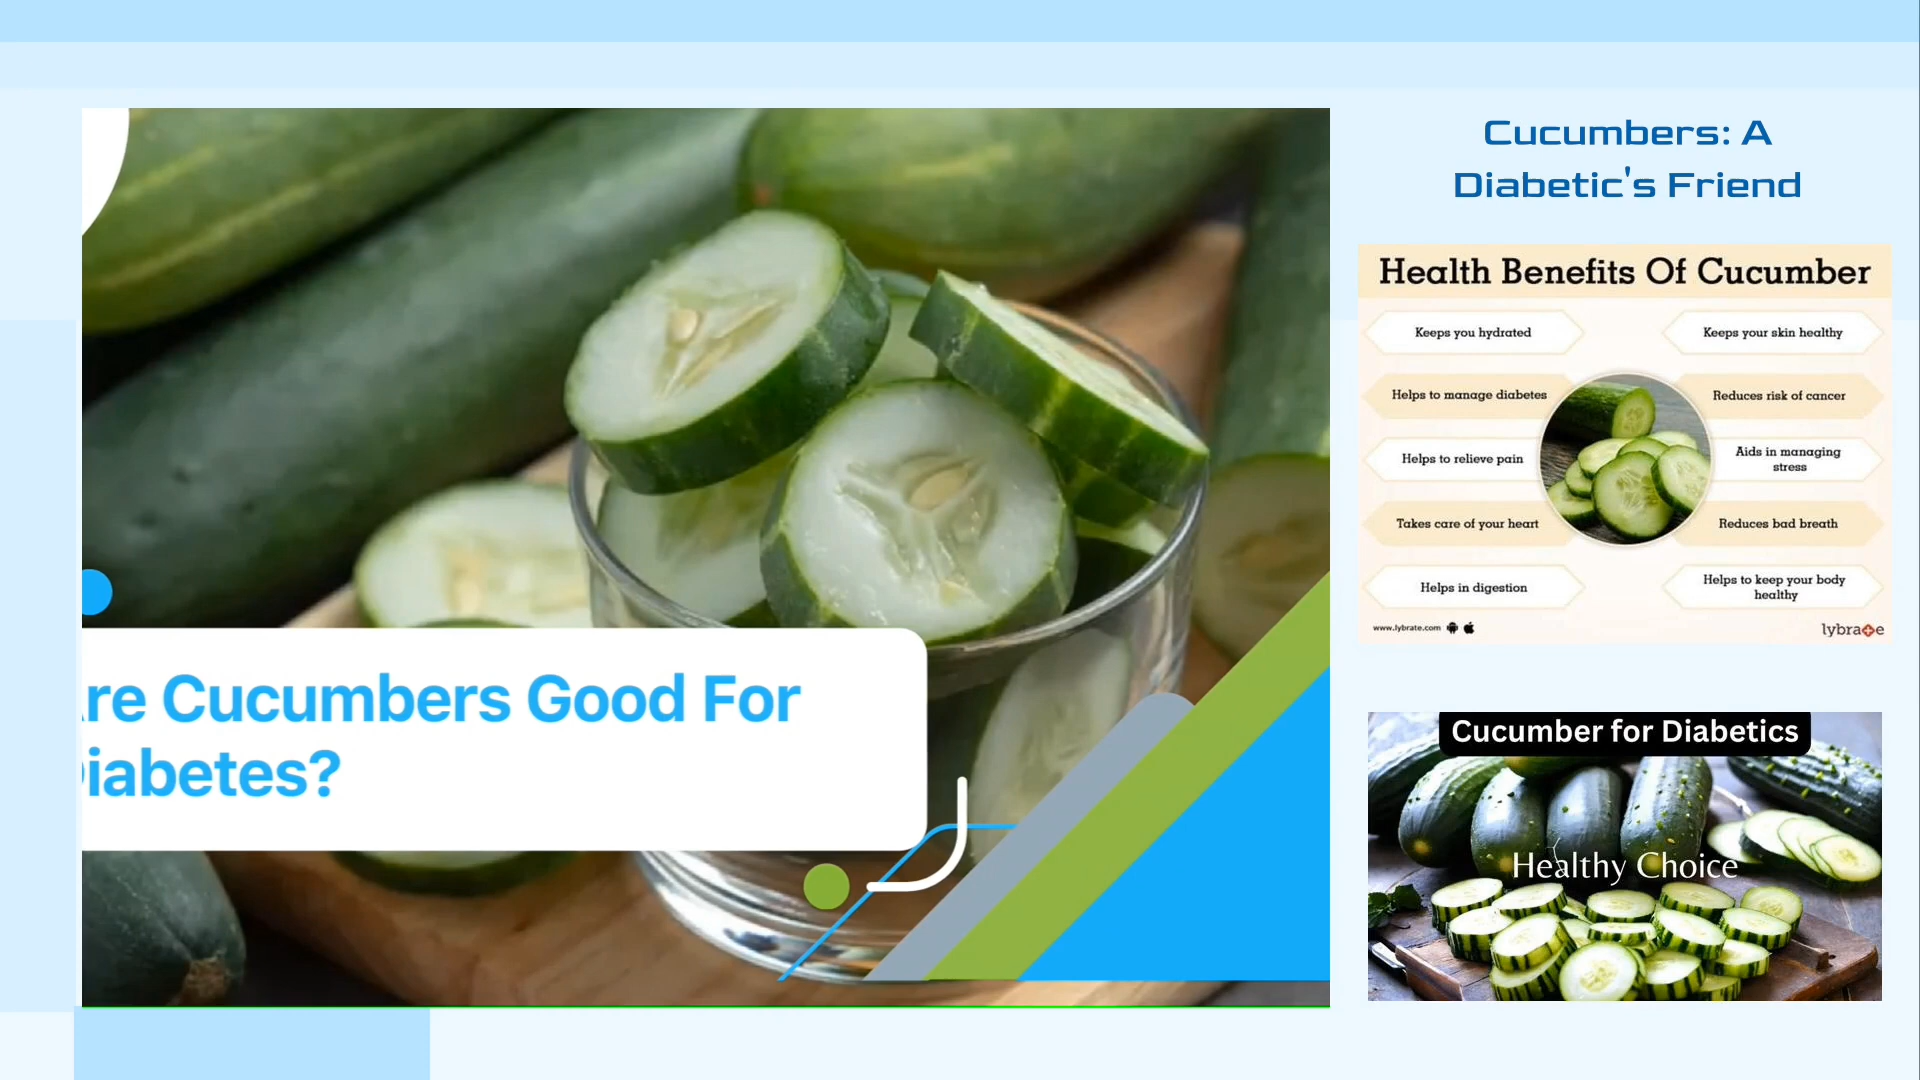 Cucumbers: A
Diabetic's Friend
re Cucumbers Good For
iabetes?
Health Benefits Of Cucumber
Keeps you hydrated
Keeps your skin healthy
Helps to manage diabetes
Reduces risk of cancer
Helps to relieve pain
Aids in managing
stress
Takes care of your heart
Reduces bad breath
Helps in digestion
Helps to keep your body
healthy
www.lybrate.com
lybrate
Cucumber for Diabetics
Healthy Choice